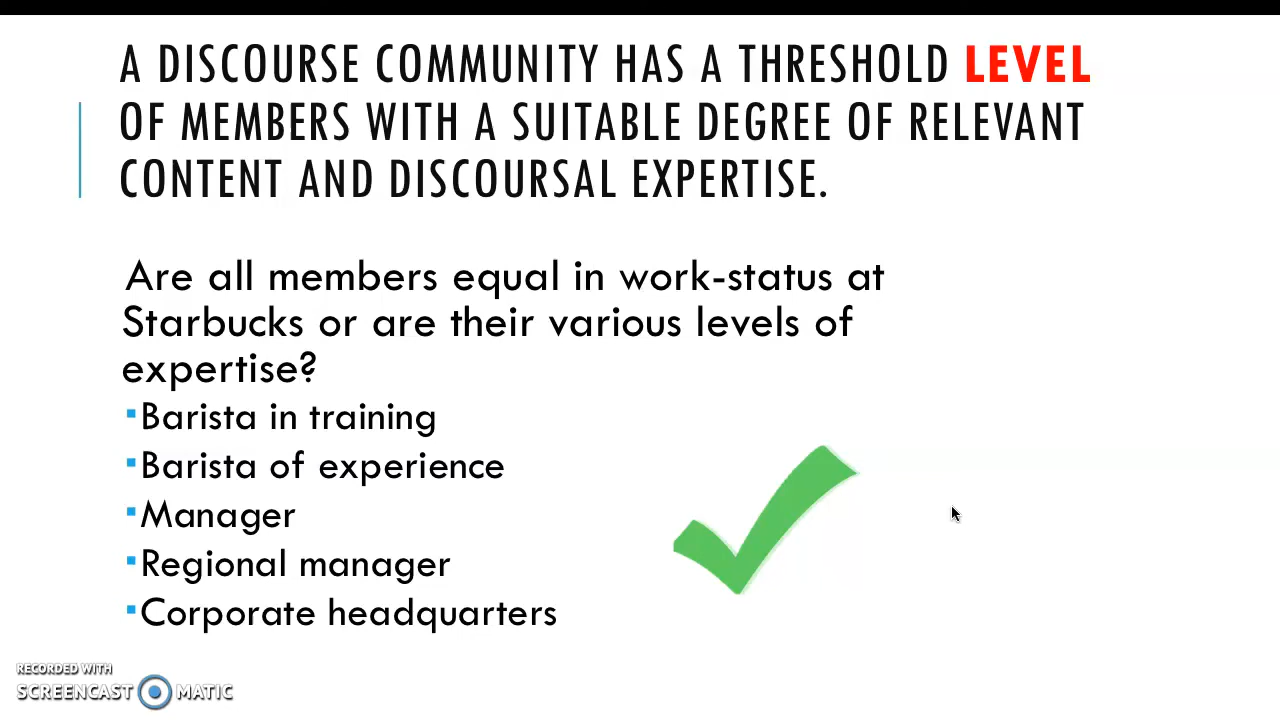 A DISCOURSE COMMUNITY HAS A THRESHOLD LEVEL
OF MEMBERS WITH A SUITABLE DEGREE OF RELEVANT
CONTENT AND DISCOURSAL EXPERTISE.
Are all members equal in work-status at
Starbucks or are their various levels of
expertise?
Barista in training
Barista of experience
Manager
Regional manager
Corporate headquarters
RECORDED WITH
SCREENCAST MATIC